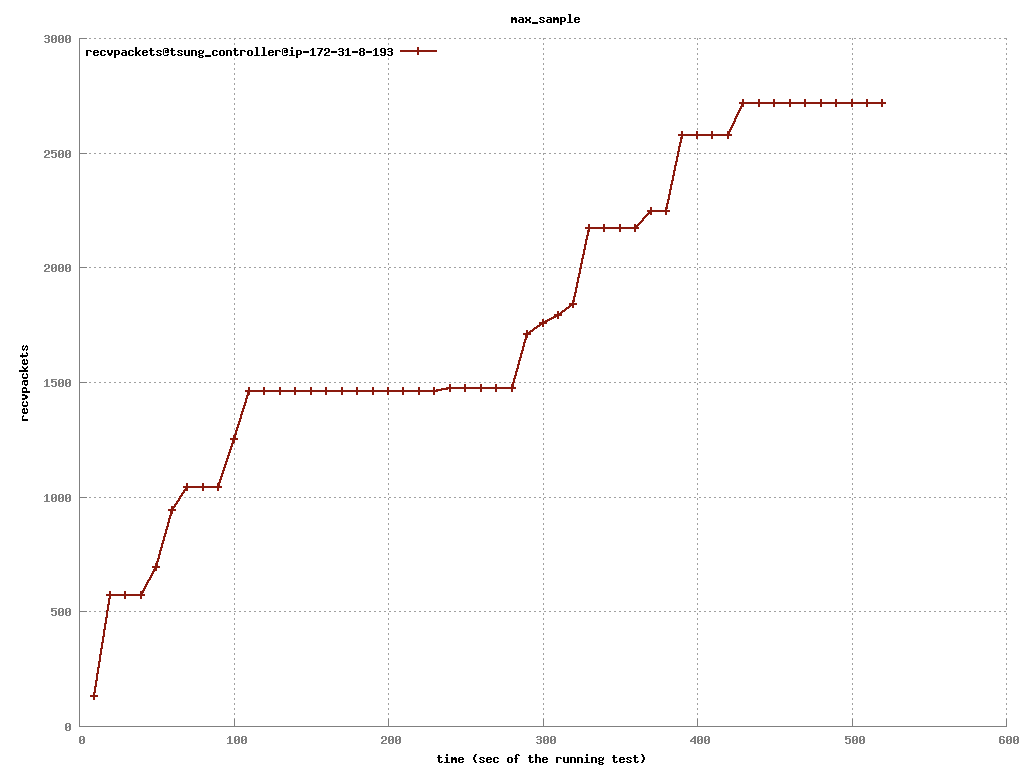 max_sample
recvpackets@tsung_controller@ip-172-31-8-193
3000
2500
2000
1500
1000
500
0
recvpackets
0 100 200 300 400 500 600
time (sec of the running test)